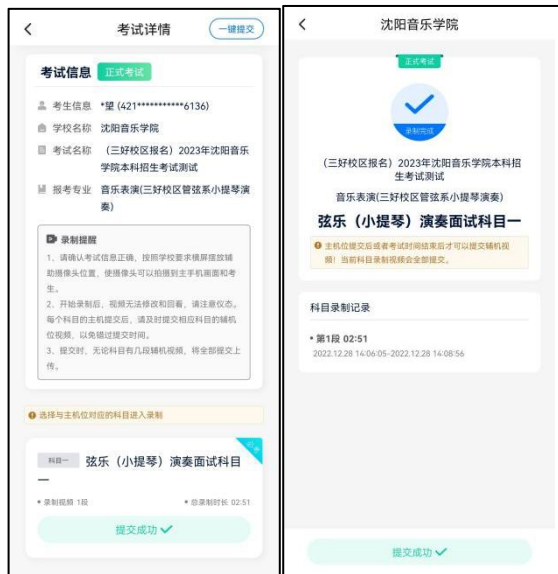 考试详情
一键提交
考试信息 正式考试
考生信息 *望 (421***********6136)
学校名称 沈阳音乐学院
考试名称 (三好校区报名) 2023年沈阳音乐
学院本科招生考试测试
报考专业 音乐表演(三好校区管弦系小提琴演
奏)
录制提醒
1、请确认考试信息正确,按照学校要求横屏摆放辅
助摄像头位置,使摄像头可以拍摄到主手机画面和考
生。
2、开始录制后,视频无法修改和回看,请注意仪态。
每个科目的主机提交后,请及时提交相应科目的辅机
位视频,以免错过提交时间。
3、提交时,无论科目有几段辅机视频,将全部提交上
传。
选择与主机位对应的科目进入录制
科目一 弦乐(小提琴)演奏面试科目
一
• 录制视频 1段 • 总录制时长 02:51
提交成功
沈阳音乐学院
正式考试
录制完成
(三好校区报名) 2023年沈阳音乐学院本科招
生考试测试
音乐表演(三好校区管弦系小提琴演奏)
弦乐(小提琴)演奏面试科目一
主机位提交后或者考试时间结束后才可以提交辅机视
频!当前科目录制视频会全部提交。
科目录制记录
• 第1段 02:51
2022.12.28 14:06:05-2022.12.28 14:08:56
提交成功